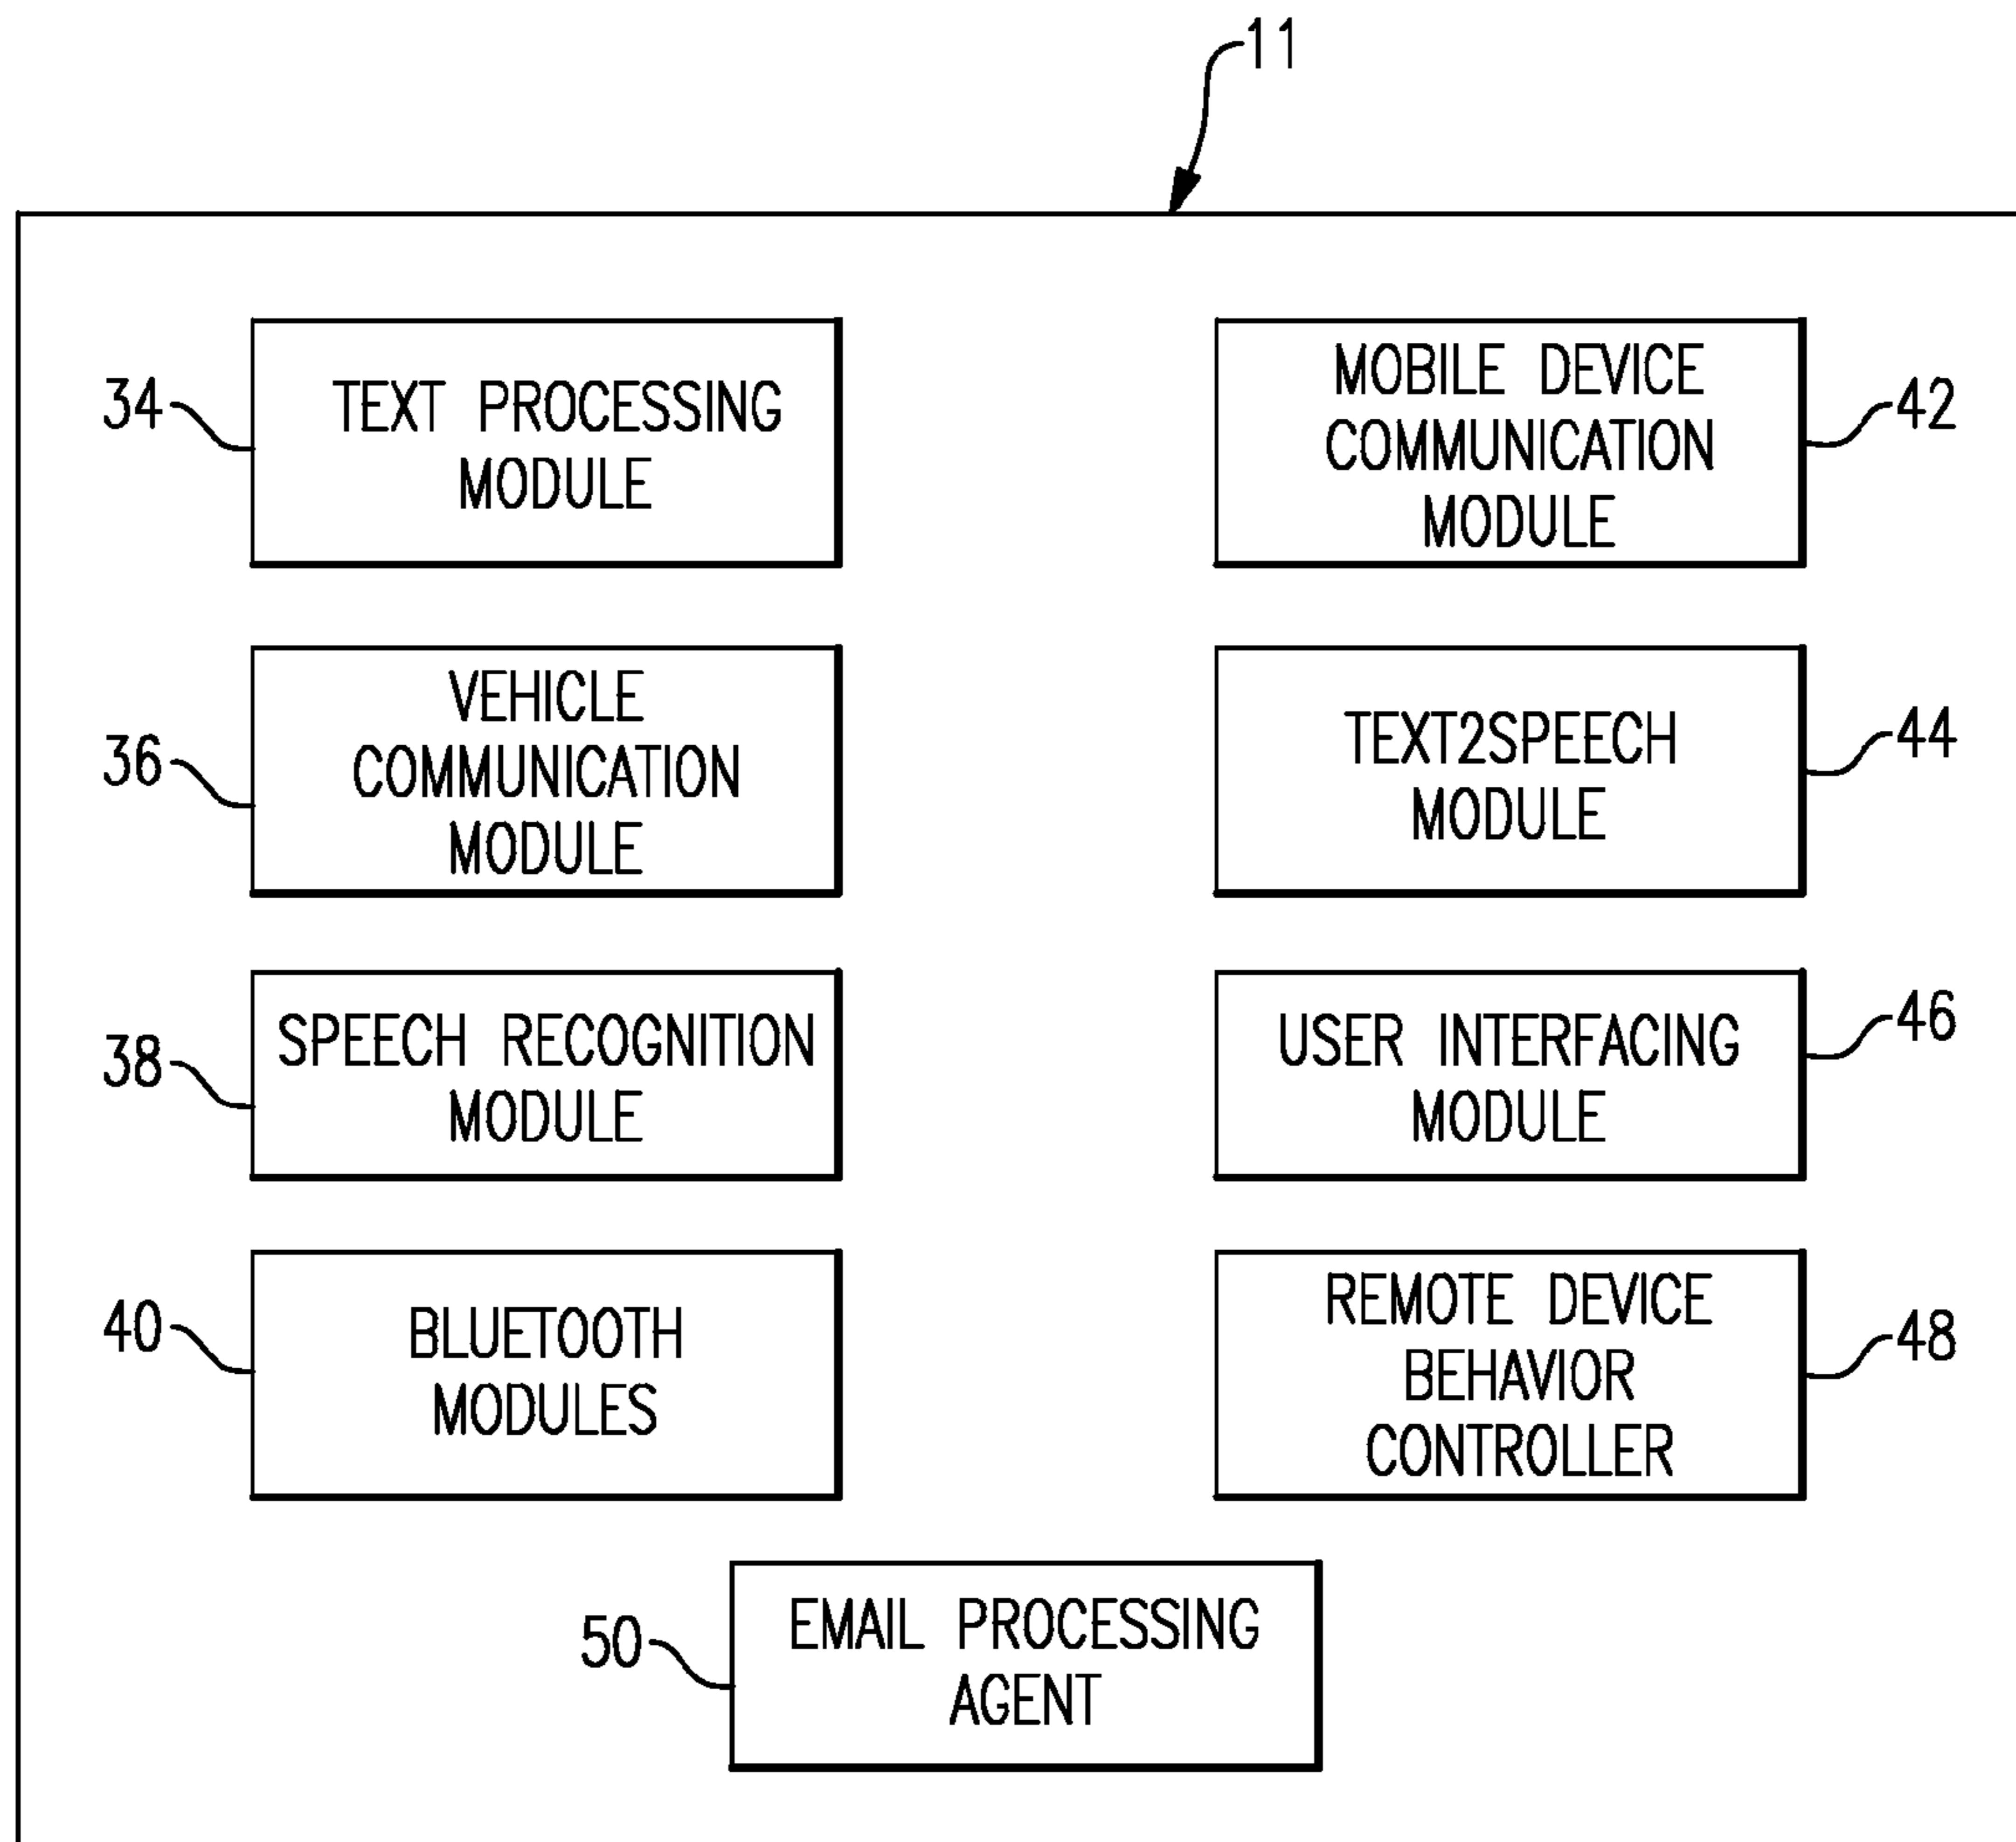 11
34
TEXT PROCESSING
MODULE
MOBILE DEVICE
COMMUNICATION
MODULE
42
36
VEHICLE
COMMUNICATION
MODULE
TEXT2SPEECH
MODULE
44
38
SPEECH RECOGNITION
MODULE
USER INTERFACING
MODULE
46
40
BLUETOOTH
MODULES
REMOTE DEVICE
BEHAVIOR
CONTROLLER
48
50
EMAIL PROCESSING
AGENT